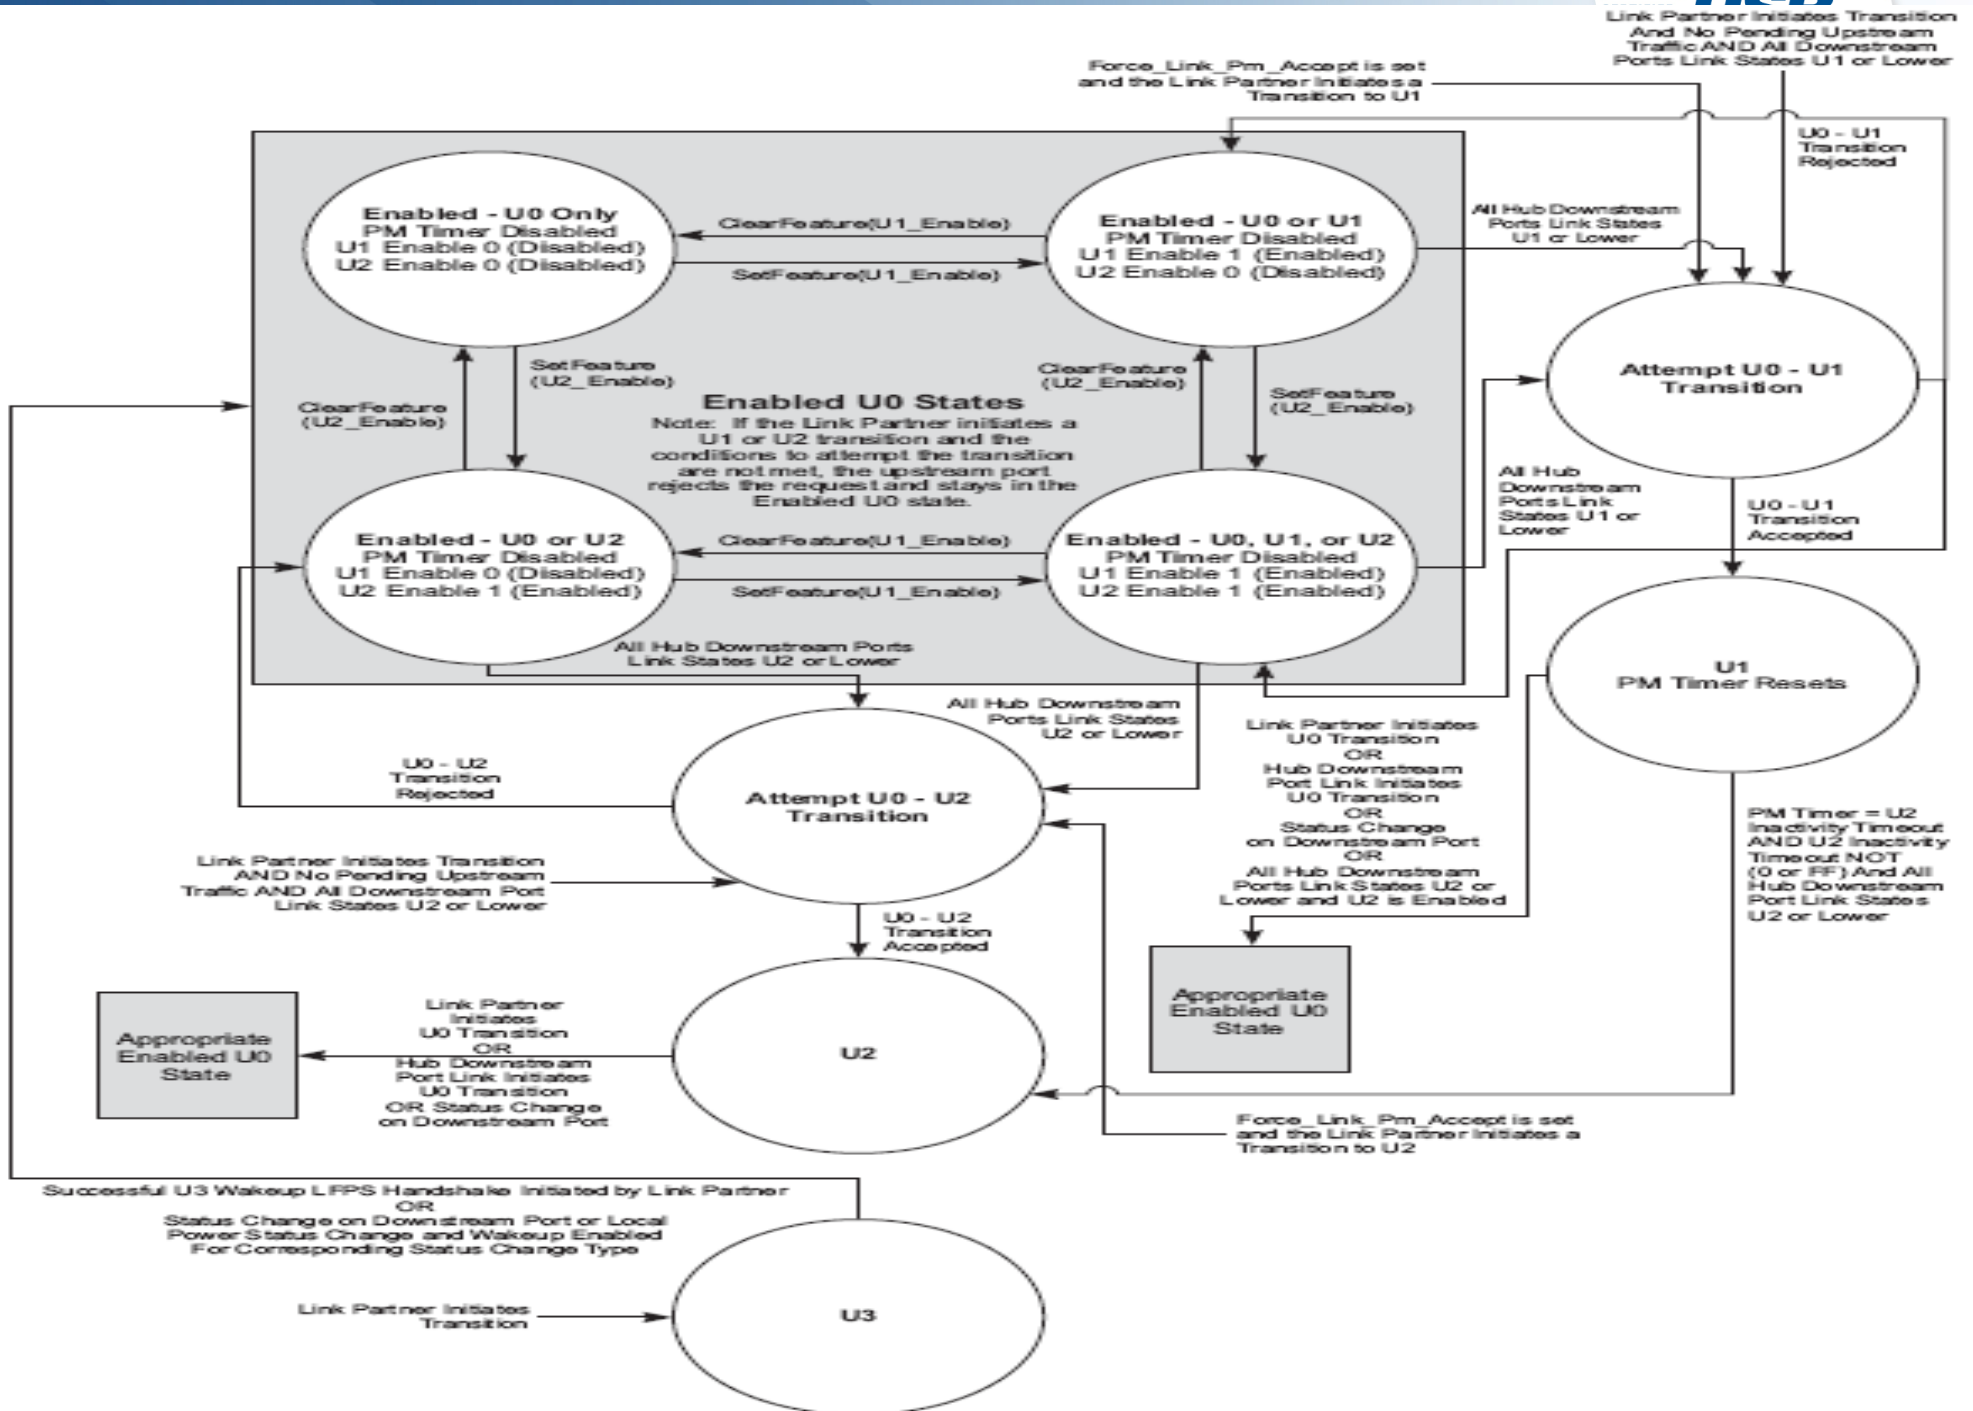 Link Partner Initiates Transition
And No Pending Upstream
Traffic AND All Downstream
Ports Link States U1 or Lower
Force_Link_Pm_Accept is set
and the Link Partner Initiates a
Transition to U1
U0 - U1
Transition
Rejected
Enabled - U0 Only
PM Timer Disabled
U1 Enable 0 (Disabled)
U2 Enable 0 (Disabled)
ClearFeature(U1_Enable)
SetFeature(U1_Enable)
Enabled - U0 or U1
PM Timer Disabled
U1 Enable 1 (Enabled)
U2 Enable 0 (Disabled)
All Hub Downstream
Ports Link States
U1 or Lower
SetFeature
(U2_Enable)
ClearFeature
(U2_Enable)
ClearFeature
(U2_Enable)
SetFeature
(U2_Enable)
Attempt U0 - U1
Transition
Enabled U0 States
Note: If the Link Partner initiates a
U1 or U2 transition and the
conditions to attempt the transition
are not met, the upstream port
rejects the request and stays in the
Enabled U0 state.
All Hub
Downstream
Ports Link
States U1 or
Lower
U0 - U1
Transition
Accepted
Enabled - U0 or U2
PM Timer Disabled
U1 Enable 0 (Disabled)
U2 Enable 1 (Enabled)
ClearFeature(U1_Enable)
SetFeature(U1_Enable)
Enabled - U0, U1, or U2
PM Timer Disabled
U1 Enable 1 (Enabled)
U2 Enable 1 (Enabled)
All Hub Downstream Ports
Link States U2 or Lower
U1
PM Timer Resets
All Hub Downstream
Ports Link States
U2 or Lower
Link Partner Initiates
U0 Transition
OR
Hub Downstream
Port Link Initiates
U0 Transition
OR
Status Change
on Downstream Port
OR
All Hub Downstream
Ports Link States U2 or
Lower and U2 is Enabled
U0 - U2
Transition
Rejected
Attempt U0 - U2
Transition
PM Timer = U2
Inactivity Timeout
AND U2 Inactivity
Timeout NOT
(0 or FF) And All
Hub Downstream
Port Link States
U2 or Lower
Link Partner Initiates Transition
AND No Pending Upstream
Traffic AND All Downstream Port
Link States U2 or Lower
U0 - U2
Transition
Accepted
Appropriate
Enabled U0
State
Link Partner
Initiates
U0 Transition
OR
Hub Downstream
Port Link Initiates
U0 Transition
OR Status Change
on Downstream Port
U2
Appropriate
Enabled U0
State
Force_Link_Pm_Accept is set
and the Link Partner Initiates a
Transition to U2
Successful U3 Wakeup LFPS Handshake Initiated by Link Partner
OR
Status Change on Downstream Port or Local
Power Status Change and Wakeup Enabled
For Corresponding Status Change Type
Link Partner Initiates
Transition
U3